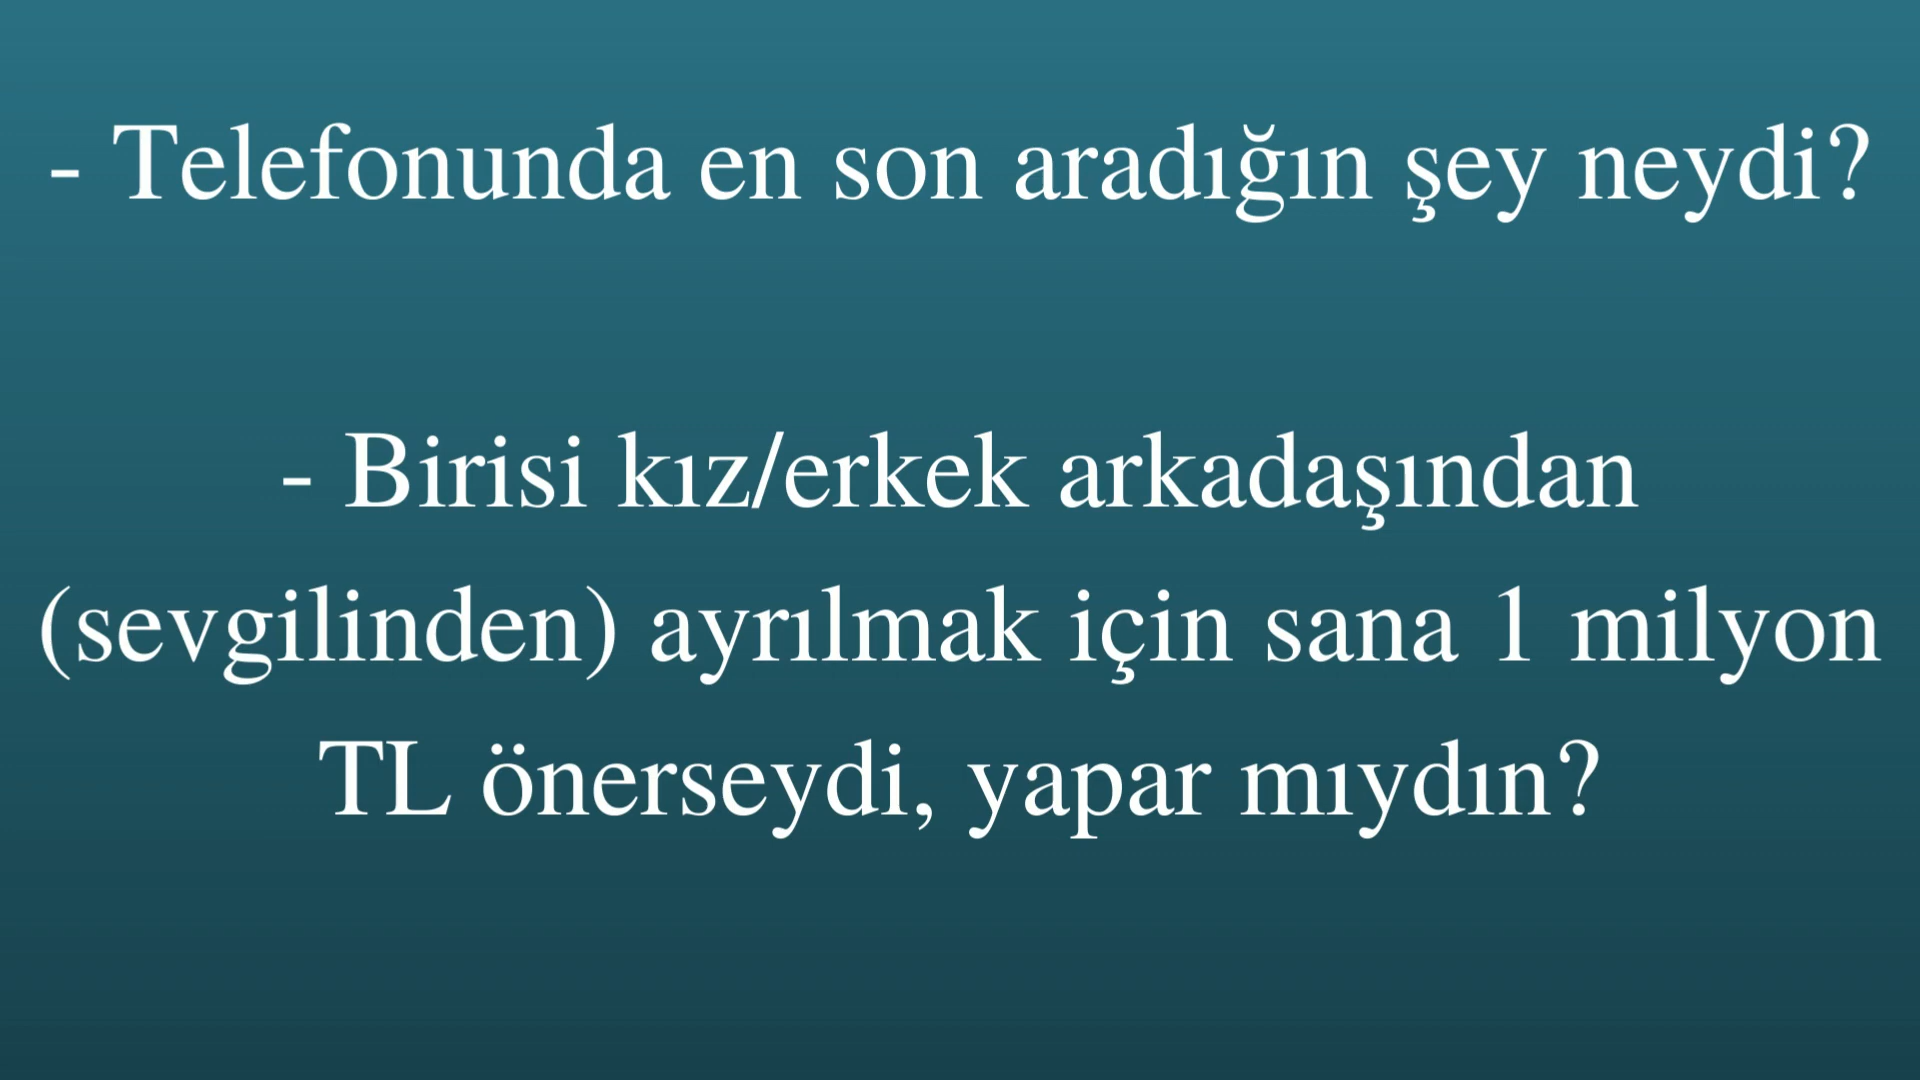 - Telefonunda en son aradığın şey neydi?
- Birisi kız/erkek arkadaşından
(sevgilinden) ayrılmak için sana 1 milyon
TL önerseydi, yapar mıydın?